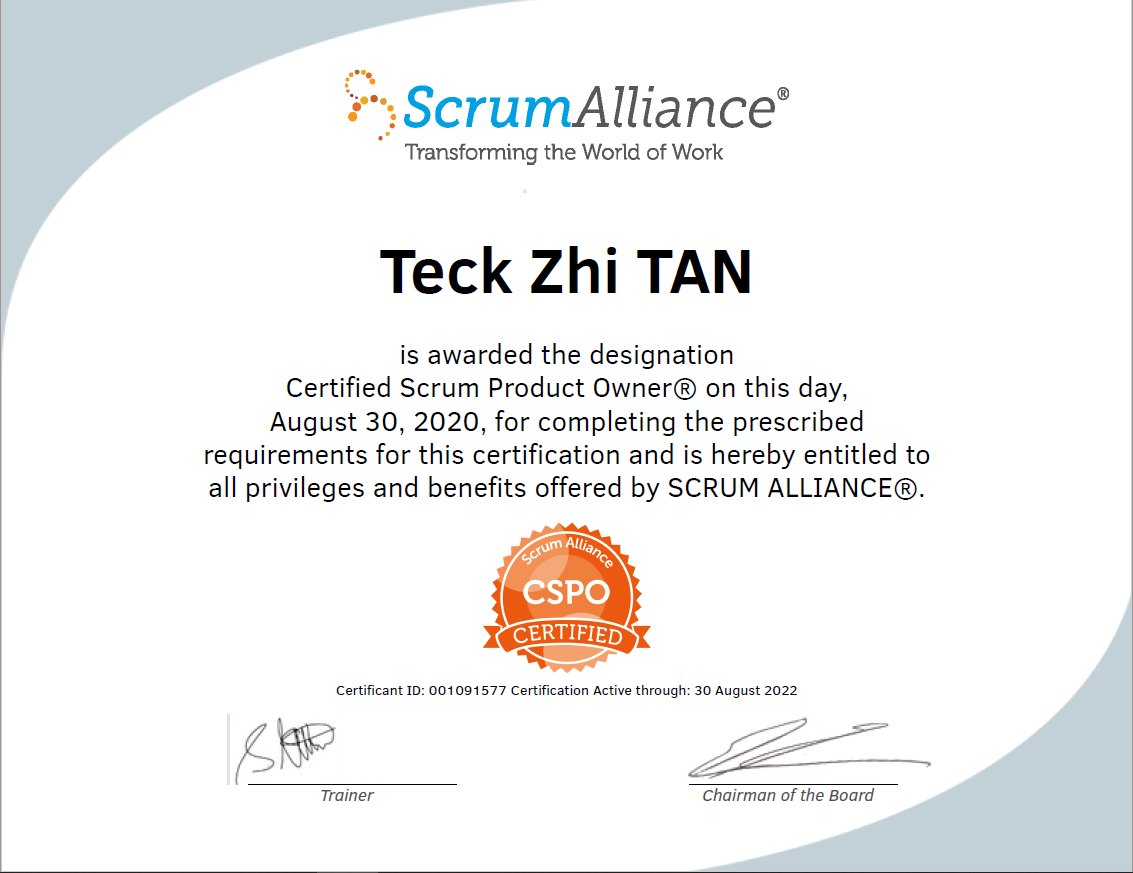 ScrumAlliance®
Transforming the World of Work
Teck Zhi TAN
is awarded the designation
Certified Scrum Product Owner® on this day,
August 30, 2020, for completing the prescribed
requirements for this certification and is hereby entitled to
all privileges and benefits offered by SCRUM ALLIANCE®.
Scrum Alliance
CSPO
CERTIFIED
Certificant ID: 001091577 Certification Active through: 30 August 2022
Trainer
Chairman of the Board